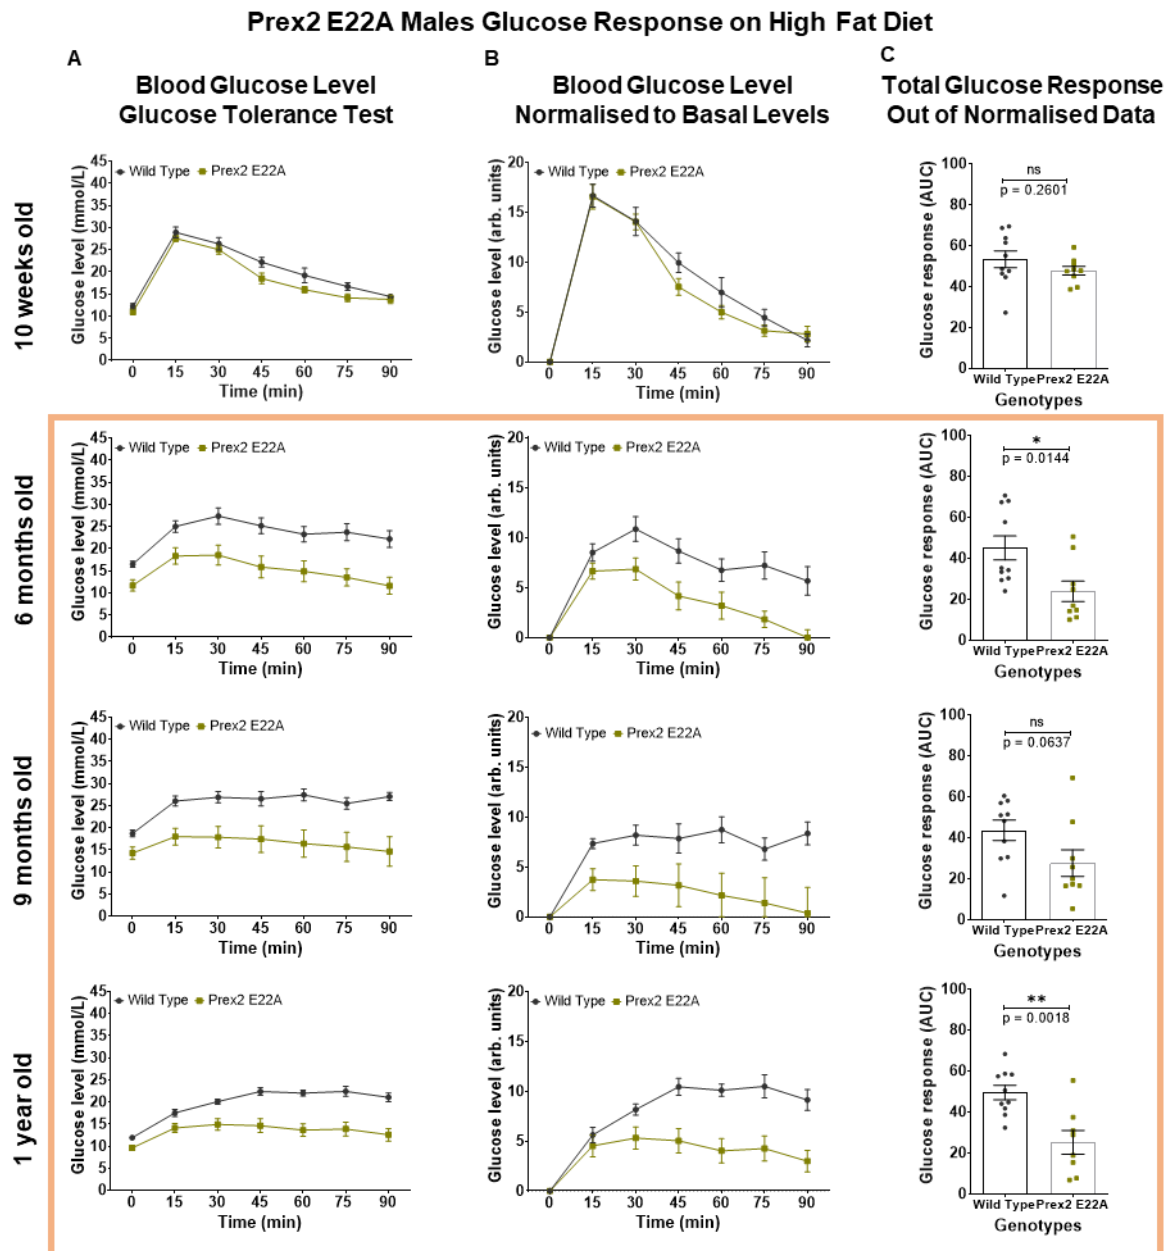 Prex2 E22A Males Glucose Response on High Fat Diet
A
Blood Glucose Level
Glucose Tolerance Test
B
Blood Glucose Level
Normalised to Basal Levels
C
Total Glucose Response
Out of Normalised Data
10 weeks old
Glucose level (mmol/L)
45
40
35
30
25
20
15
10
5
0
Wild Type Prex2 E22A
0 15 30 45 60 75 90
Time (min)
Glucose level (arb. units)
20
15
10
5
0
Wild Type Prex2 E22A
0 15 30 45 60 75 90
Time (min)
Glucose response (AUC)
100
80
60
40
20
0
ns
p = 0.2601
Wild Type Prex2 E22A
Genotypes
6 months old
Glucose level (mmol/L)
45
40
35
30
25
20
15
10
5
0
Wild Type Prex2 E22A
0 15 30 45 60 75 90
Time (min)
Glucose level (arb. units)
20
15
10
5
0
Wild Type Prex2 E22A
0 15 30 45 60 75 90
Time (min)
Glucose response (AUC)
100
80
60
40
20
0
*
p = 0.0144
Wild Type Prex2 E22A
Genotypes
9 months old
Glucose level (mmol/L)
45
40
35
30
25
20
15
10
5
0
Wild Type Prex2 E22A
0 15 30 45 60 75 90
Time (min)
Glucose level (arb. units)
20
15
10
5
0
Wild Type Prex2 E22A
0 15 30 45 60 75 90
Time (min)
Glucose response (AUC)
100
80
60
40
20
0
ns
p = 0.0637
Wild Type Prex2 E22A
Genotypes
1 year old
Glucose level (mmol/L)
45
40
35
30
25
20
15
10
5
0
Wild Type Prex2 E22A
0 15 30 45 60 75 90
Time (min)
Glucose level (arb. units)
20
15
10
5
0
Wild Type Prex2 E22A
0 15 30 45 60 75 90
Time (min)
Glucose response (AUC)
100
80
60
40
20
0
**
p = 0.0018
Wild Type Prex2 E22A
Genotypes